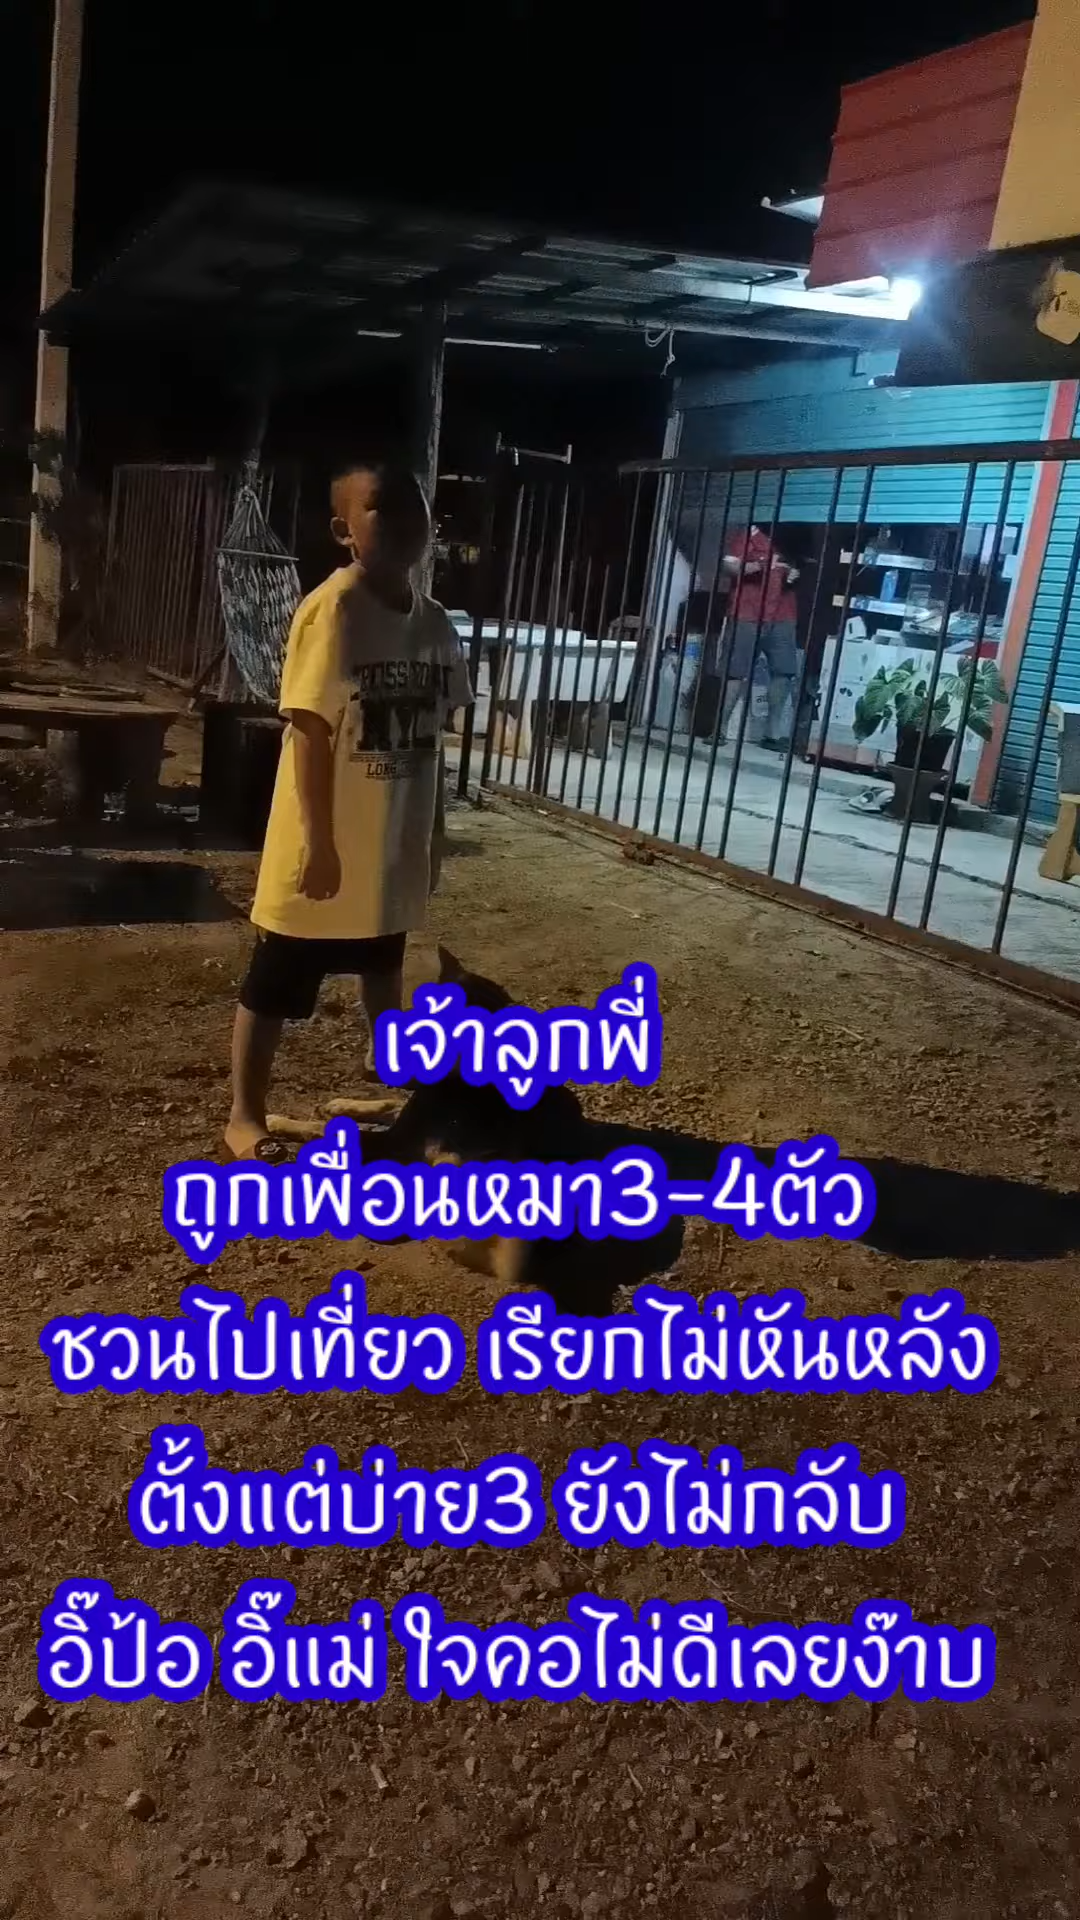 LONG
เจ้าลูกพี่
ถูกเพื่อนหมา3-4ตัว
ชวนไปเที่ยว เรียกไม่หันหลัง
ตั้งแต่บ่าย3 ยังไม่กลับ
อิ๊ป้อ อิ๊แม่ ใจคอไม่ดีเลยง๊าบ